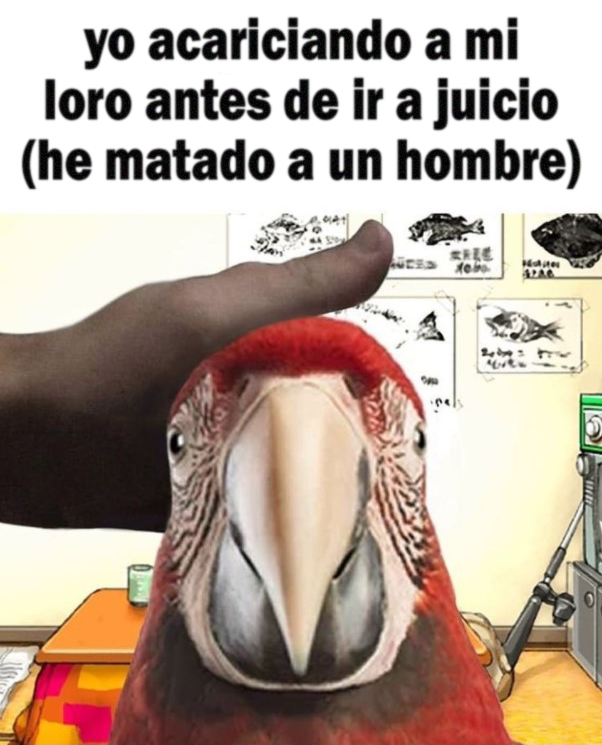 yo acariciando a mi
loro antes de ir a juicio
(he matado a un hombre)